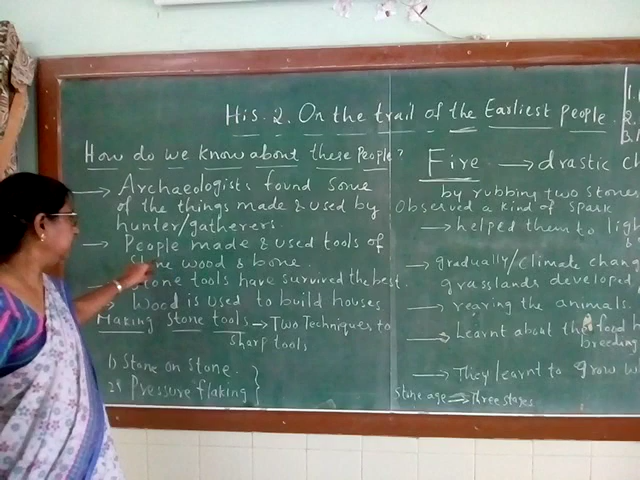 His. 2. On the trail of the Earliest people.
How do we know about these People?
→ Archaeologists found some
of the things made & used by
hunter/gatherers.
→ People made & used tools of
stone wood & bone.
stone tools have survived the best.
→ Wood is used to build houses
Making stone tools → Two Techniques to
sharp tools
1) Stone on stone.
2) Pressure flaking
1.
2.
3.
Fire → drastic
by rubbing two stones
Observed a kind of spark
→ helped them to
→ gradually/climate
grasslands developed
→ rearing the animals.
→ Learnt about the food
breeding
→ They learnt to grow
Stone age → Three stages.